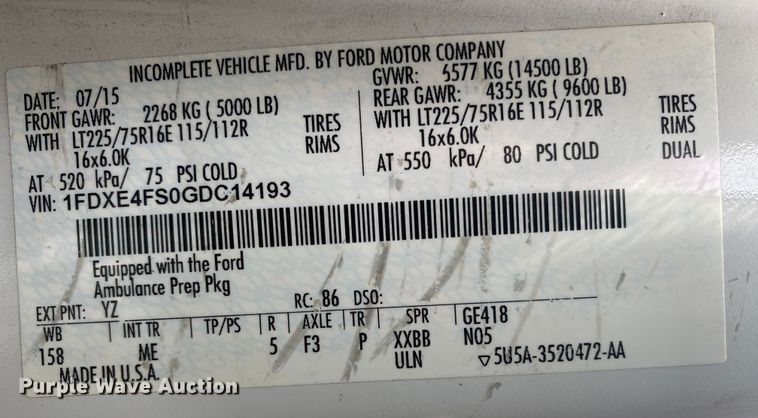 INCOMPLETE VEHICLE MFD. BY FORD MOTOR COMPANY
DATE: 07/15 GVWR: 6577 KG (14500 LB)
FRONT GAWR: 2268 KG ( 5000 LB) REAR GAWR: 4355 KG ( 9600 LB)
WITH LT225/75R16E 115/112R TIRES WITH LT225/75R16E 115/112R TIRES
16x6.0K RIMS 16x6.0K RIMS
AT 520 kPa/ 75 PSI COLD AT 550 kPa/ 80 PSI COLD DUAL
VIN: 1FDXE4FS0GDC14193
Equipped with the Ford
Ambulance Prep Pkg
EXT PNT: YZ RC: 86 DSO:
WB INT TR TP/PS R AXLE TR SPR GE418
158 ME 5 F3 P XXBB N05
ULN ▽5U5A-3520472-AA
MADE IN U.S.A.
Purple Wave Auction